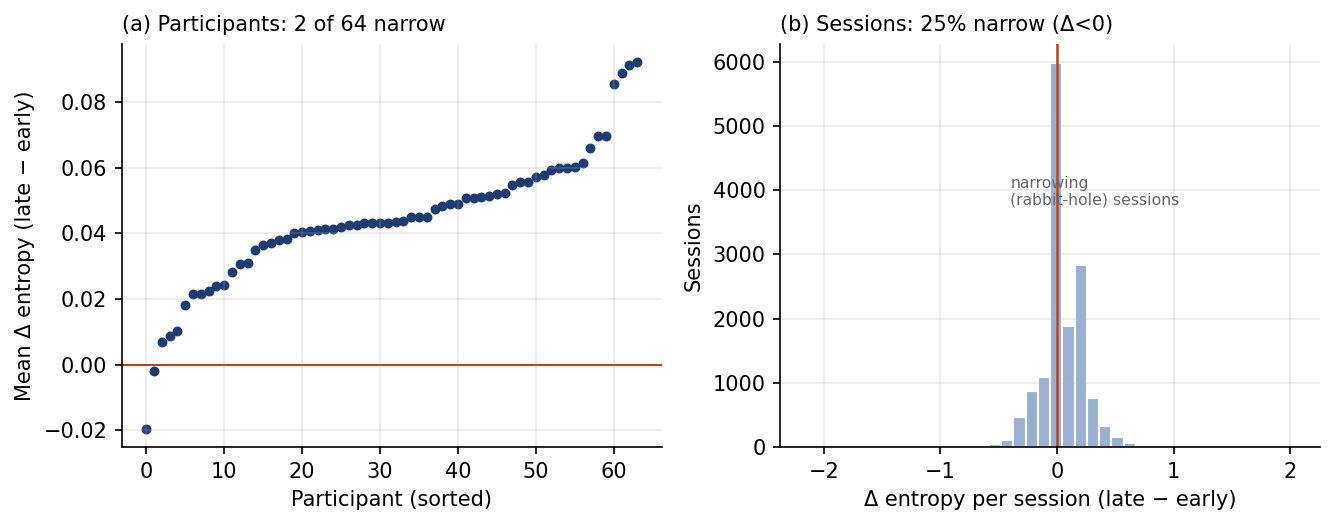 (a) Participants: 2 of 64 narrow
Mean Δ entropy (late − early)
0.08
0.06
0.04
0.02
0.00
−0.02
0 10 20 30 40 50 60
Participant (sorted)
(b) Sessions: 25% narrow (Δ<0)
Sessions
6000
5000
4000
3000
2000
1000
0
narrowing
(rabbit-hole) sessions
−2 −1 0 1 2
Δ entropy per session (late − early)